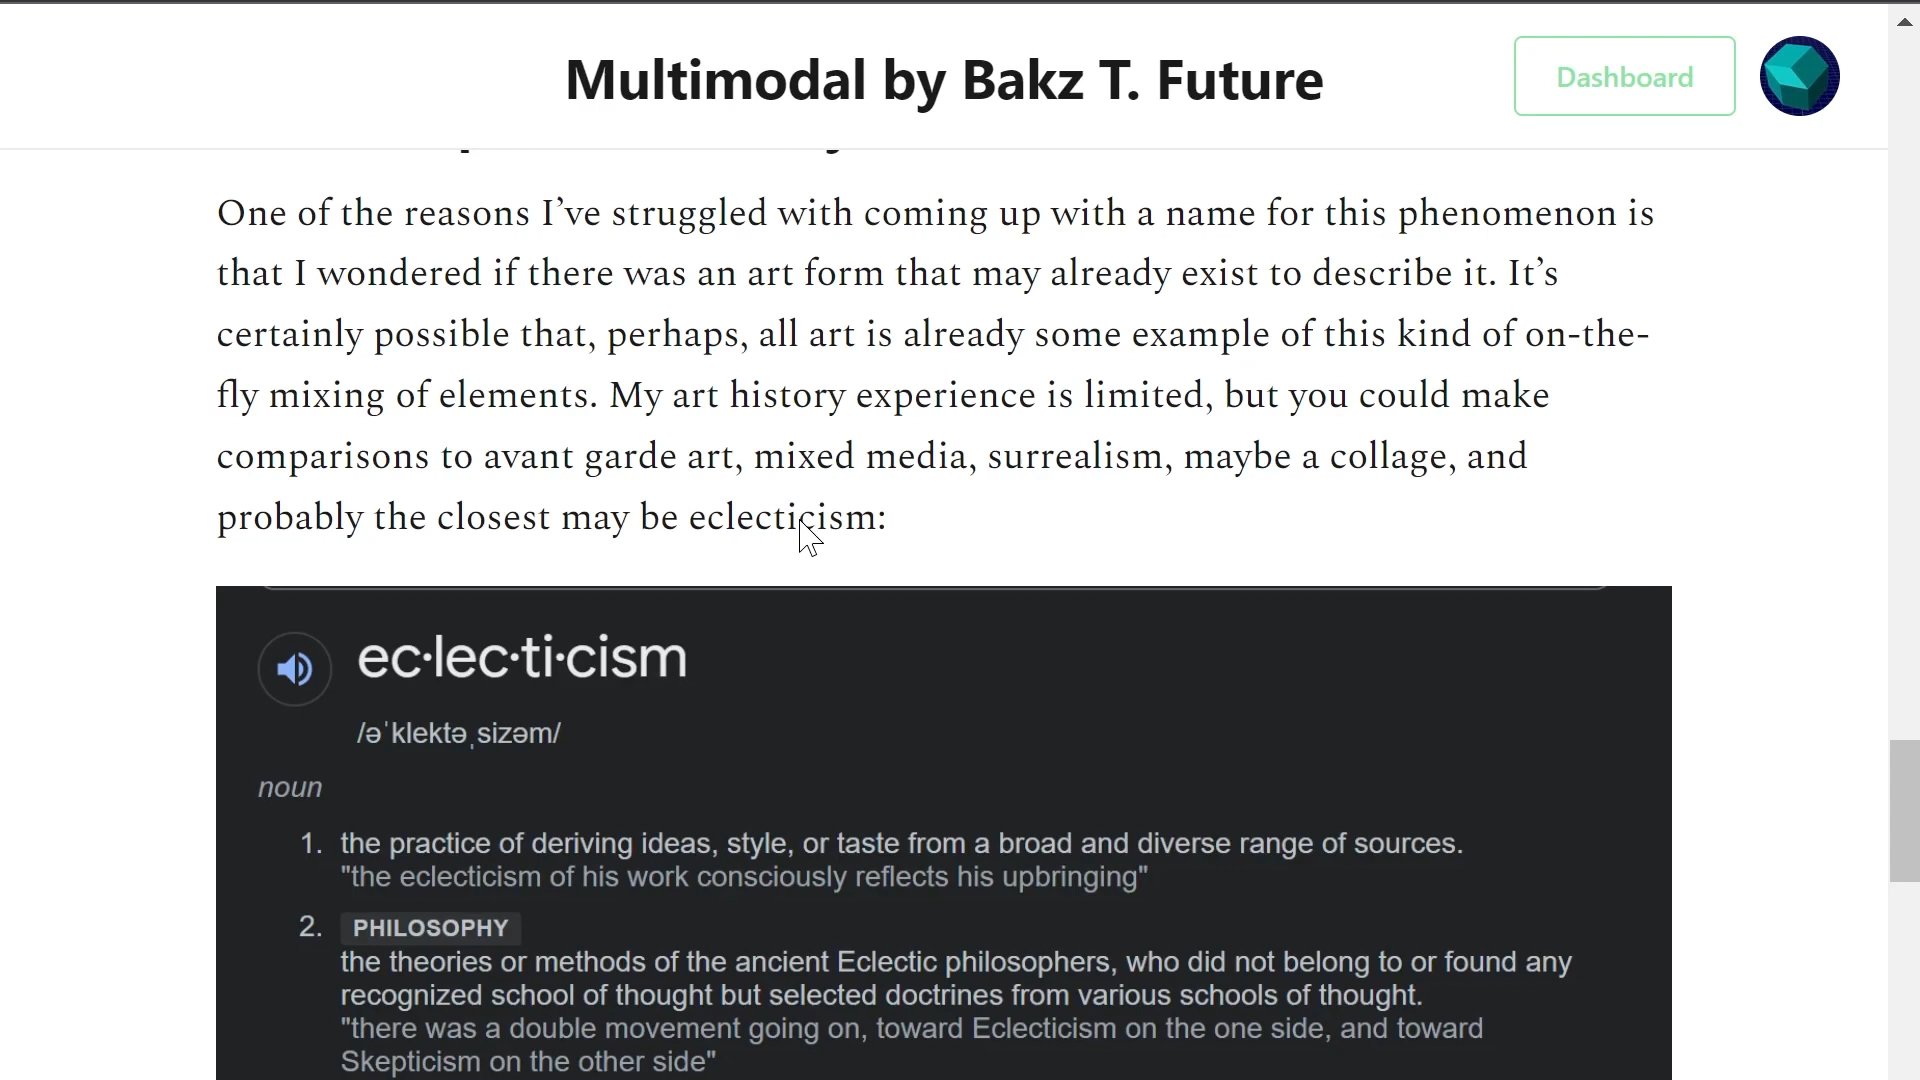 Multimodal by Bakz T. Future
Dashboard
One of the reasons I’ve struggled with coming up with a name for this phenomenon is
that I wondered if there was an art form that may already exist to describe it. It’s
certainly possible that, perhaps, all art is already some example of this kind of on-the-
fly mixing of elements. My art history experience is limited, but you could make
comparisons to avant garde art, mixed media, surrealism, maybe a collage, and
probably the closest may be eclecticism:
ec·lec·ti·cism
/əˈklektəˌsizəm/
noun
1. the practice of deriving ideas, style, or taste from a broad and diverse range of sources.
"the eclecticism of his work consciously reflects his upbringing"
2. PHILOSOPHY
the theories or methods of the ancient Eclectic philosophers, who did not belong to or found any
recognized school of thought but selected doctrines from various schools of thought.
"there was a double movement going on, toward Eclecticism on the one side, and toward
Skepticism on the other side"